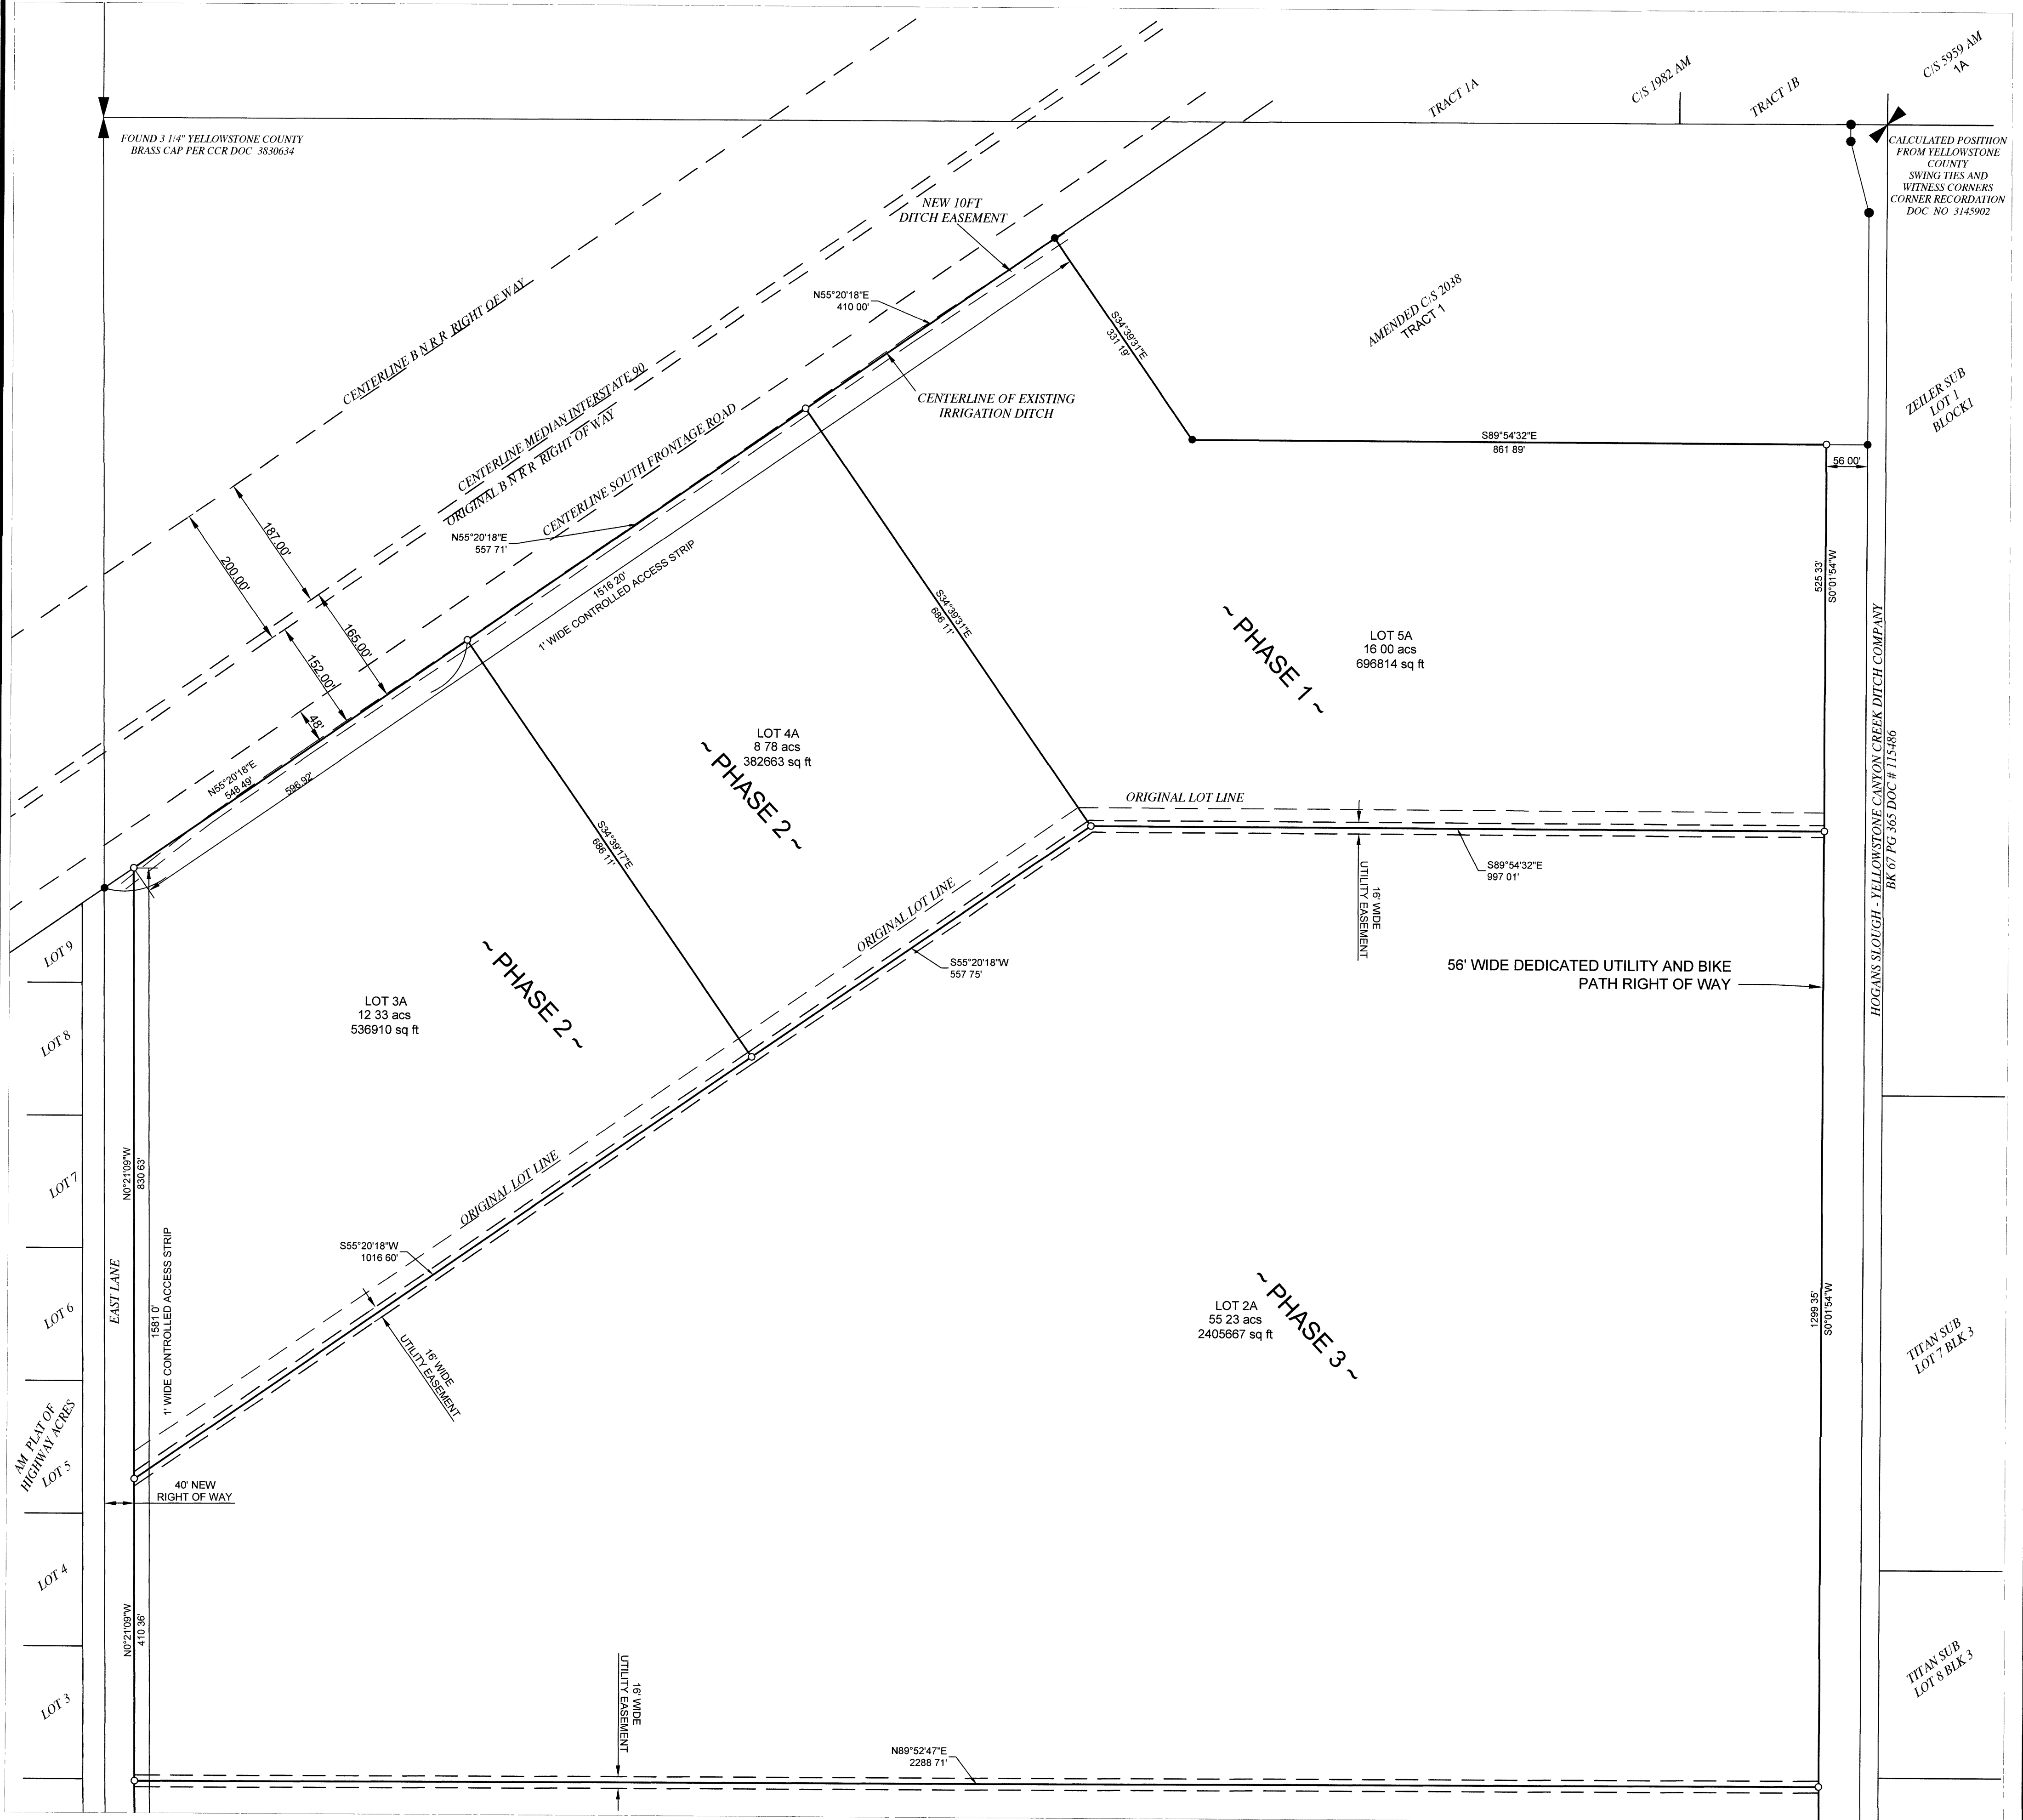 C/S 5959 AM
1A
C/S 1982 AM
TRACT 1A
TRACT 1B
FOUND 3 1/4" YELLOWSTONE COUNTY
BRASS CAP PER CCR DOC 3830634
CALCULATED POSITIION
FROM YELLOWSTONE
COUNTY
SWING TIES AND
WITNESS CORNERS
CORNER RECORDATION
DOC NO 3145902
NEW 10FT
DITCH EASEMENT
N55°20'18"E
410 00'
CENTERLINE B N R R RIGHT OF WAY
S34°39'31"E
331 19'
AMENDED C/S 2038
TRACT 1
CENTERLINE MEDIAN INTERSTATE 90
ORIGINAL B N R R RIGHT OF WAY
CENTERLINE SOUTH FRONTAGE ROAD
CENTERLINE OF EXISTING
IRRIGATION DITCH
ZEILER SUB
LOT 1
BLOCK1
S89°54'32"E
861 89'
56 00'
187.00'
200.00'
165.00'
152.00'
48'
N55°20'18"E
557 71'
1516 20'
1' WIDE CONTROLLED ACCESS STRIP
S34°39'31"E
686 11'
525 33'
S0°01'54"W
~ PHASE 1 ~
LOT 5A
16 00 acs
696814 sq ft
HOGANS SLOUGH - YELLOWSTONE CANYON CREEK DITCH COMPANY
BK 67 PG 365 DOC # 115486
LOT 4A
8 78 acs
382663 sq ft
~ PHASE 2 ~
N55°20'18"E
548 49'
596.92'
ORIGINAL LOT LINE
S34°39'17"E
686 11'
S89°54'32"E
997 01'
16' WIDE
UTILITY EASEMENT
ORIGINAL LOT LINE
S55°20'18"W
557 75'
56' WIDE DEDICATED UTILITY AND BIKE
PATH RIGHT OF WAY
LOT 9
LOT 8
LOT 3A
12 33 acs
536910 sq ft
~ PHASE 2 ~
LOT 7
N0°21'09"W
830 63'
ORIGINAL LOT LINE
S55°20'18"W
1016 60'
EAST LANE
1581 0'
1' WIDE CONTROLLED ACCESS STRIP
LOT 6
16' WIDE
UTILITY EASEMENT
LOT 2A
55 23 acs
2405667 sq ft
~ PHASE 3 ~
1299 35'
S0°01'54"W
TITAN SUB
LOT 7 BLK 3
AM PLAT OF
HIGHWAY ACRES
LOT 5
40' NEW
RIGHT OF WAY
LOT 4
N0°21'09"W
410 36'
LOT 3
16' WIDE
UTILITY EASEMENT
TITAN SUB
LOT 8 BLK 3
N89°52'47"E
2288 71'